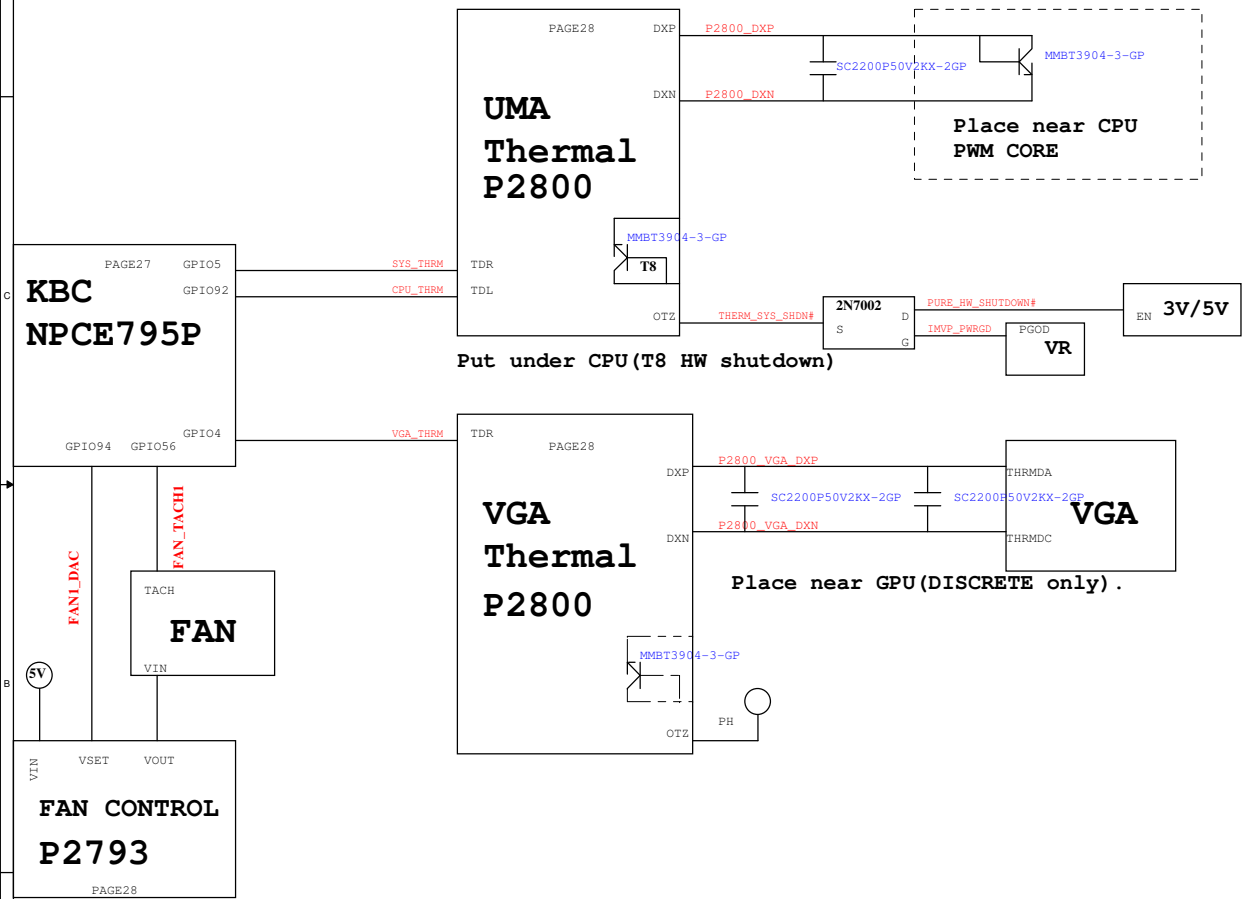 PAGE28
DXP
P2800_DXP
SC2200P50V2KX-2GP
MMBT3904-3-GP
DXN
P2800_DXN
UMA
Thermal
P2800
Place near CPU
PWM CORE
MMBT3904-3-GP
T8
PAGE27
GPIO5
SYS_THRM
TDR
GPIO92
CPU_THRM
TDL
C
KBC
NPCE795P
OTZ
THERM_SYS_SHDN#
2N7002
S
D
G
PURE_HW_SHUTDOWN#
IMVP_PWRGD
PGOD
VR
EN
3V/5V
Put under CPU(T8 HW shutdown)
GPIO4
VGA_THRM
TDR
PAGE28
GPIO94
GPIO56
DXP
P2800_VGA_DXP
THRMDA
SC2200P50V2KX-2GP
SC2200P50V2KX-2GP
VGA
DXN
P2800_VGA_DXN
THRMDC
VGA
Thermal
P2800
Place near GPU(DISCRETE only).
FAN1_DAC
FAN_TACH1
TACH
FAN
VIN
MMBT3904-3-GP
OTZ
PH
5V
B
VIN
VSET
VOUT
FAN CONTROL
P2793
PAGE28